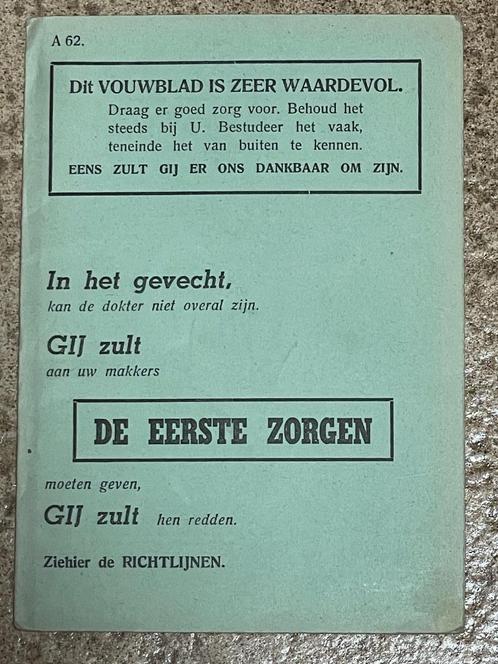 A 62.
Dit VOUWBLAD IS ZEER WAARDEVOL.
Draag er goed zorg voor. Behoud het
steeds bij U. Bestudeer het vaak,
teneinde het van buiten te kennen.
EENS ZULT GIJ ER ONS DANKBAAR OM ZIJN.
In het gevecht,
kan de dokter niet overal zijn.
GIJ zult
aan uw makkers
DE EERSTE ZORGEN
moeten geven,
GIJ zult hen redden.
Ziehier de RICHTLIJNEN.